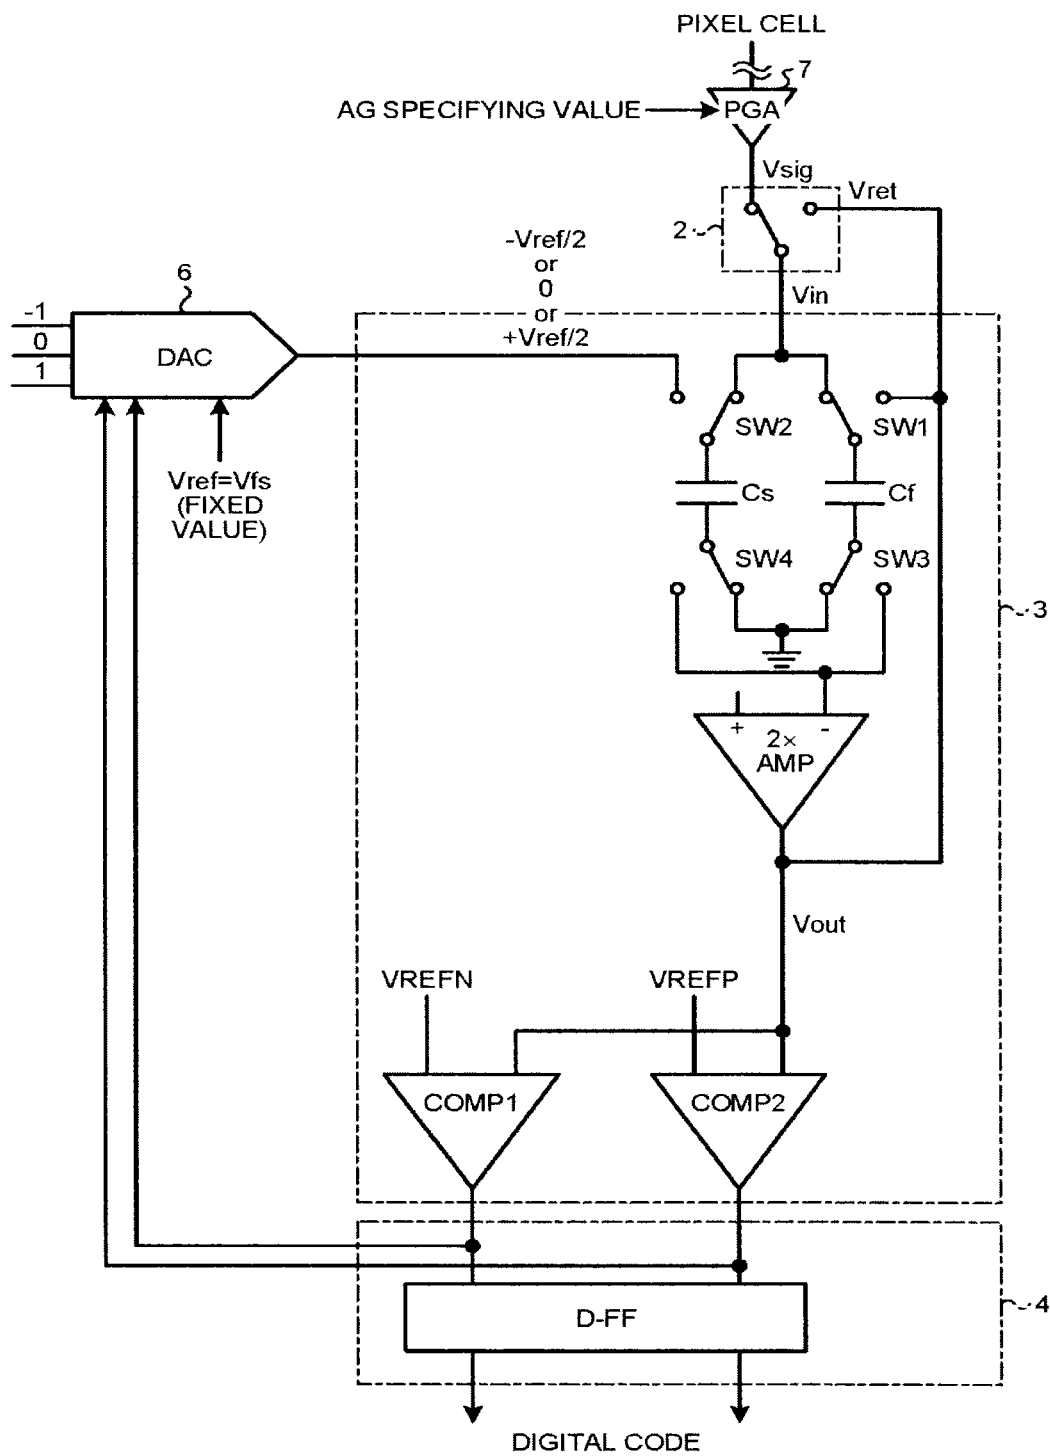 PIXEL CELL
7
AG SPECIFYING VALUE
PGA
Vsig
Vret
2
-Vref/2
or
0
or
+Vref/2
Vin
6
-1
0
1
DAC
Vref=Vfs
(FIXED
VALUE)
SW2
SW1
Cs
Cf
SW4
SW3
3
+
-
2×
AMP
Vout
VREFN
VREFP
COMP1
COMP2
D-FF
4
DIGITAL CODE